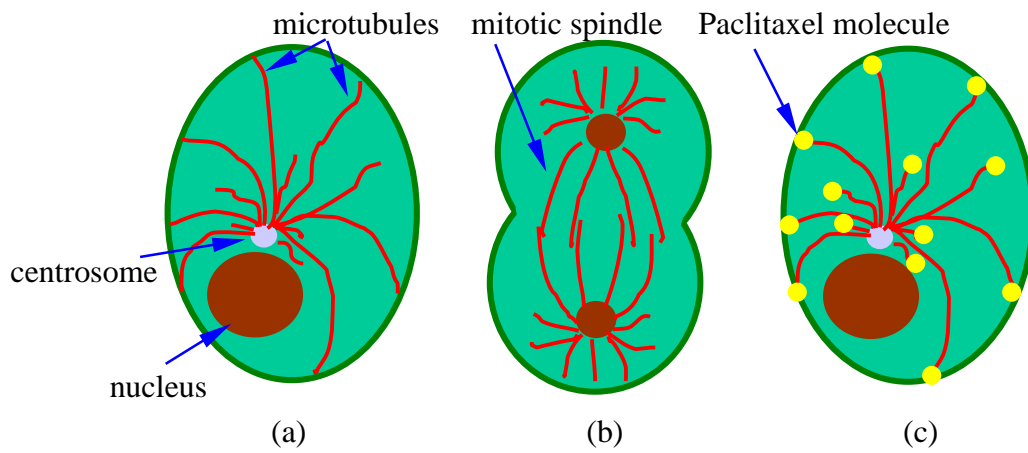 microtubules
mitotic spindle
Paclitaxel molecule
centrosome
nucleus
(a)
(b)
(c)